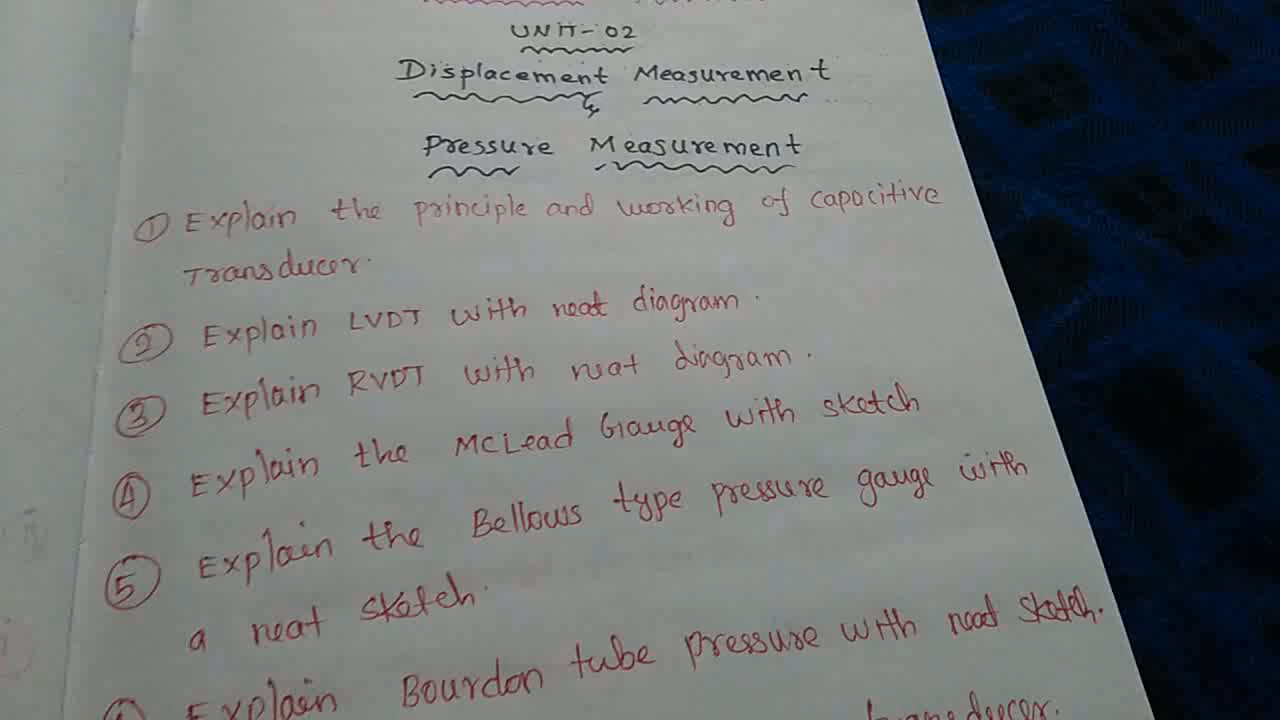 UNIT-02
Displacement Measurement
Pressure Measurement
① Explain the principle and working of capacitive
Transducer.
② Explain LVDT with neat diagram.
③ Explain RVDT with neat diagram.
④ Explain the McLead Gauge with sketch
⑤ Explain the Bellows type pressure gauge with
a neat sketch.
Explain Bourdon tube pressure with neat sketch.